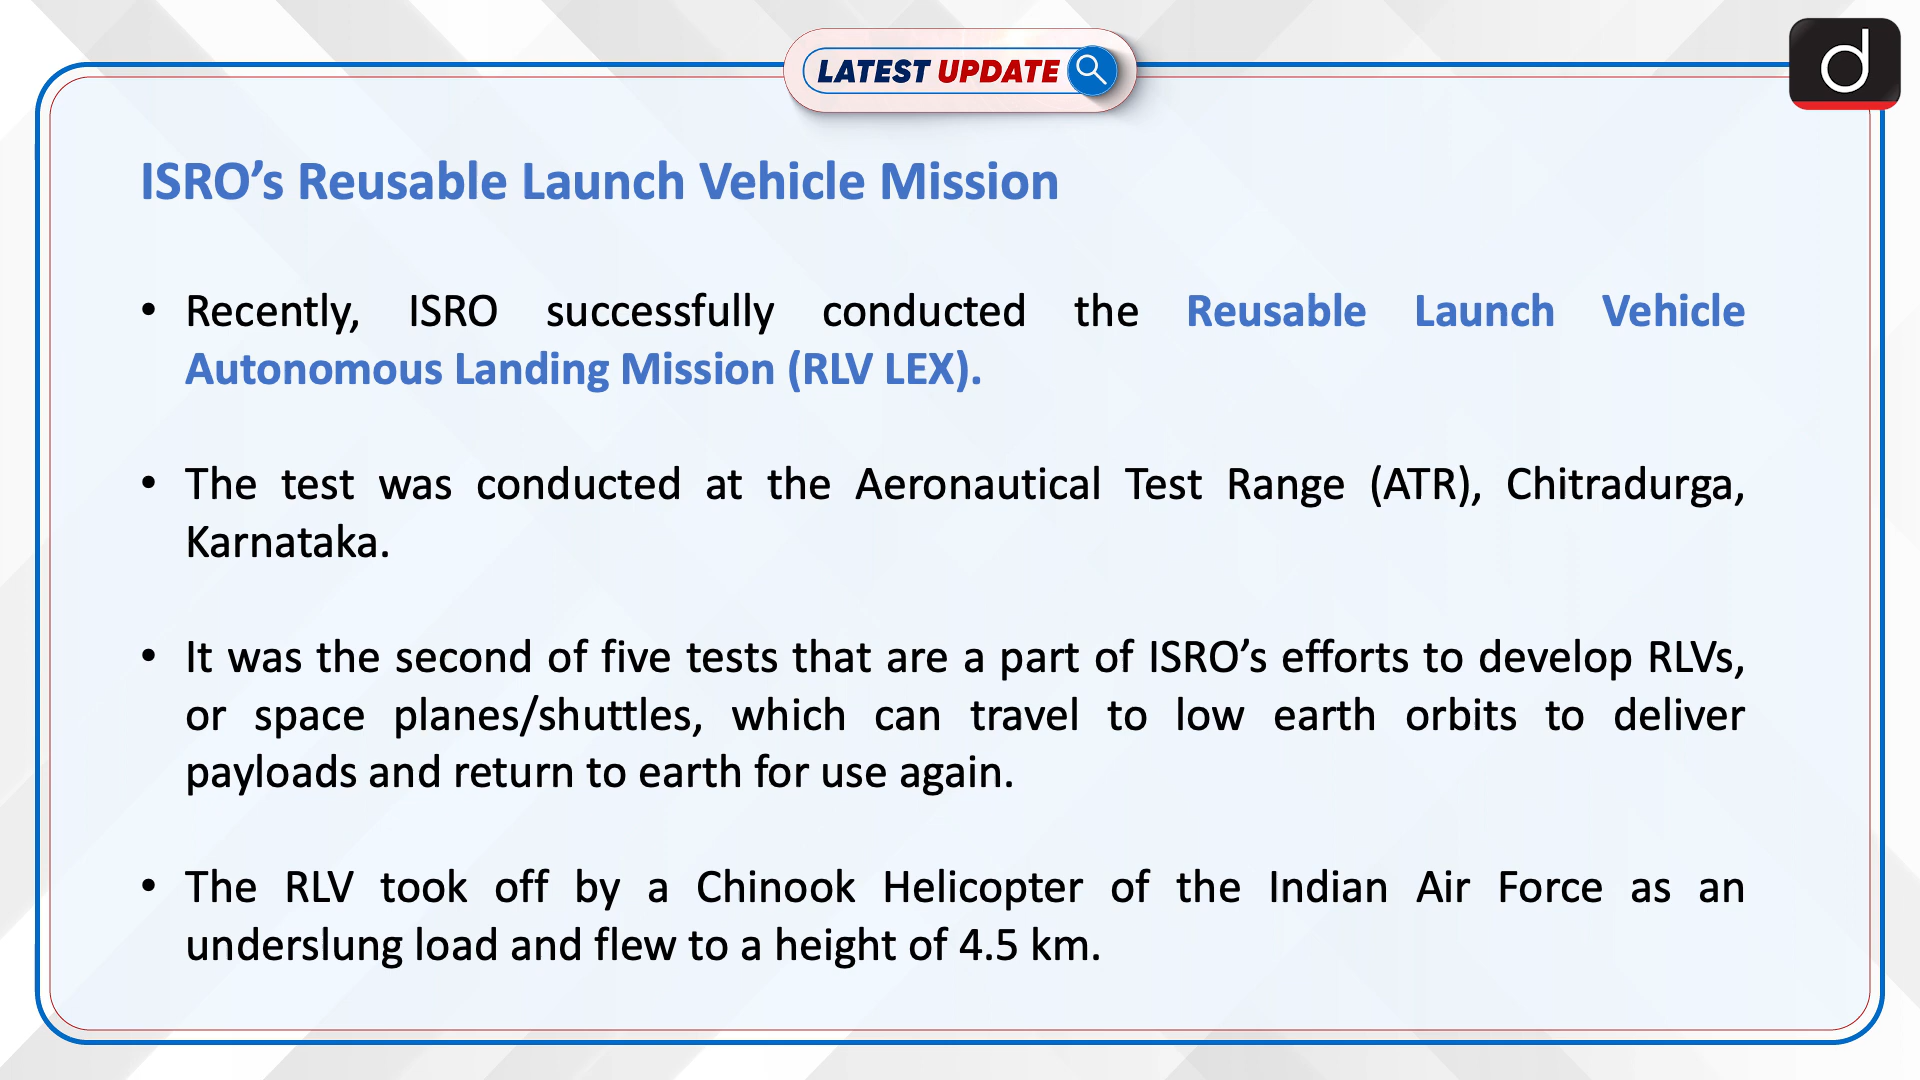 LATEST UPDATE
d
ISRO’s Reusable Launch Vehicle Mission
• Recently, ISRO successfully conducted the Reusable Launch Vehicle
Autonomous Landing Mission (RLV LEX).
• The test was conducted at the Aeronautical Test Range (ATR), Chitradurga,
Karnataka.
• It was the second of five tests that are a part of ISRO’s efforts to develop RLVs,
or space planes/shuttles, which can travel to low earth orbits to deliver
payloads and return to earth for use again.
• The RLV took off by a Chinook Helicopter of the Indian Air Force as an
underslung load and flew to a height of 4.5 km.